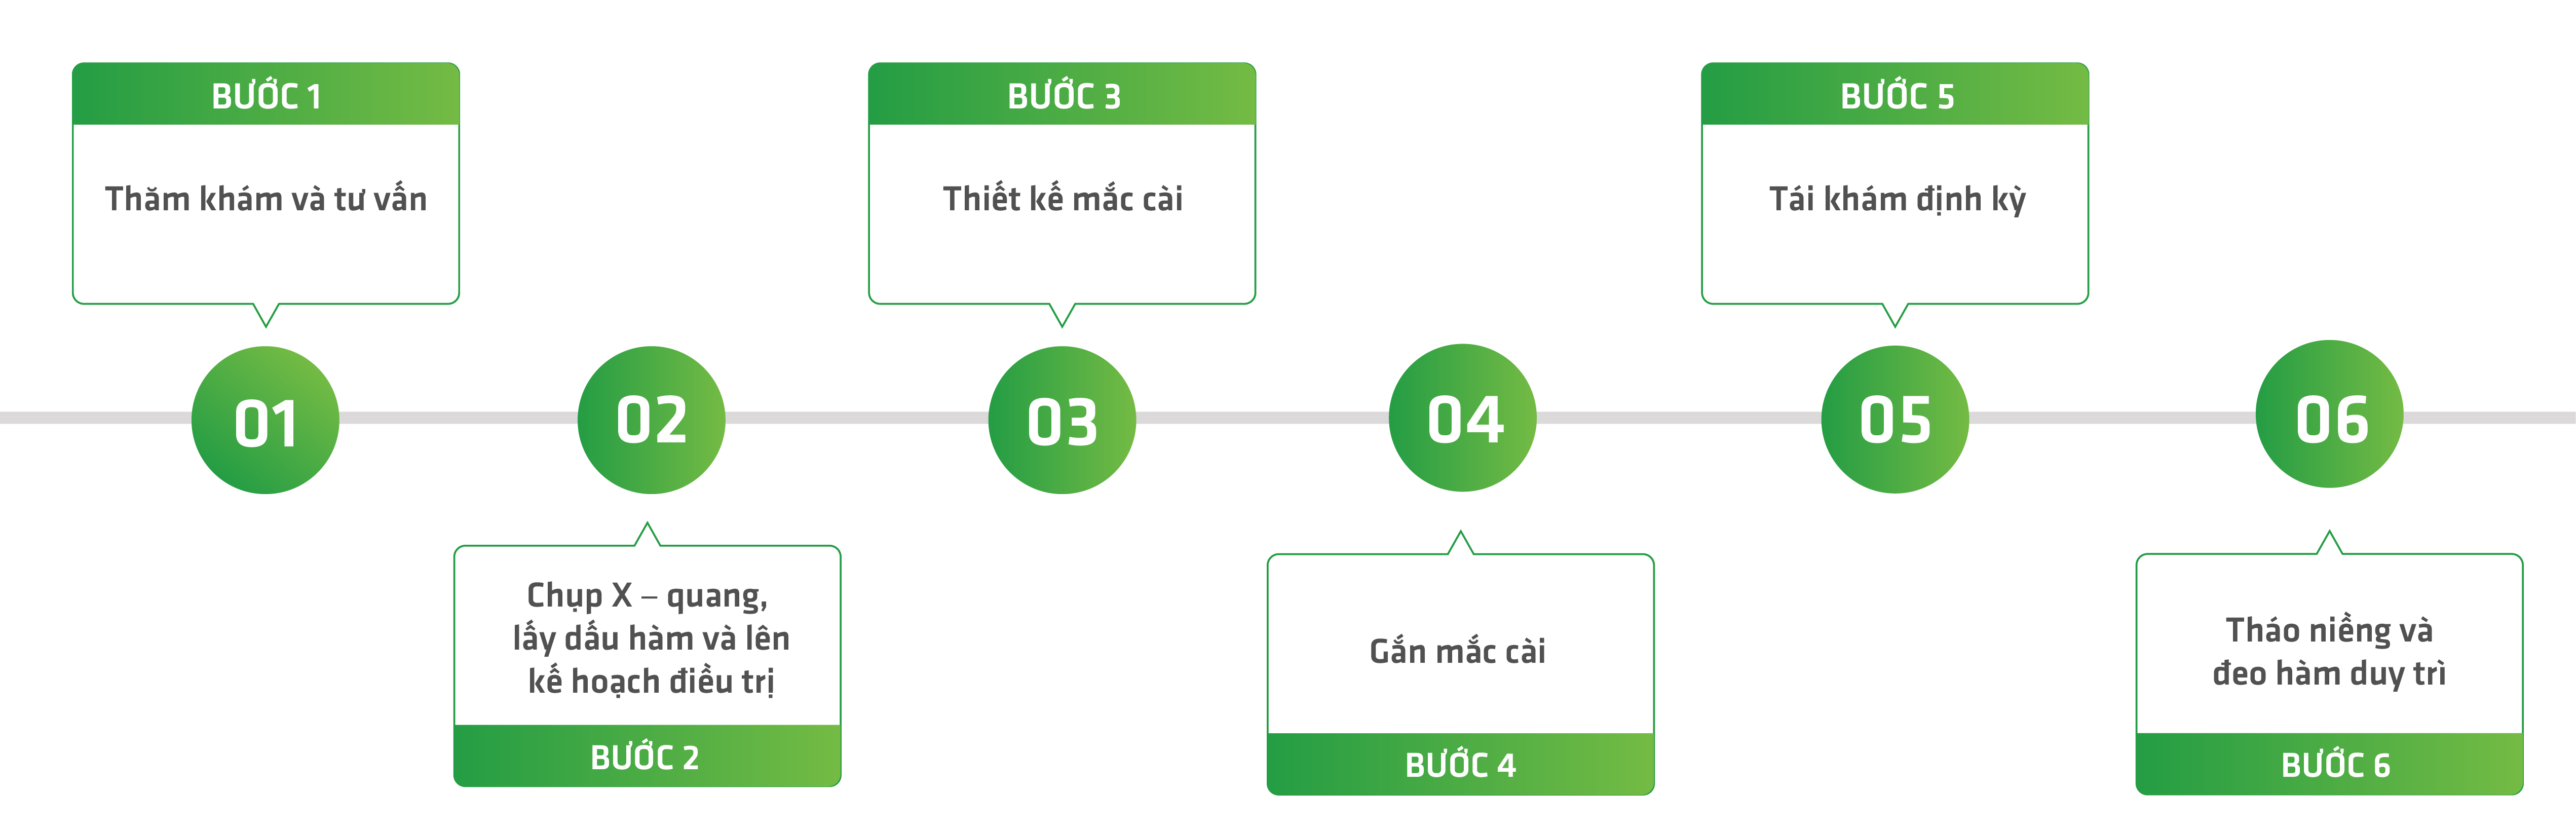 BƯỚC 1
Thăm khám và tư vấn
01
02
Chụp X – quang,
lấy dấu hàm và lên
kế hoạch điều trị
BƯỚC 2
BƯỚC 3
Thiết kế mắc cài
03
04
Gắn mắc cài
BƯỚC 4
BƯỚC 5
Tái khám định kỳ
05
06
Tháo niềng và
đeo hàm duy trì
BƯỚC 6